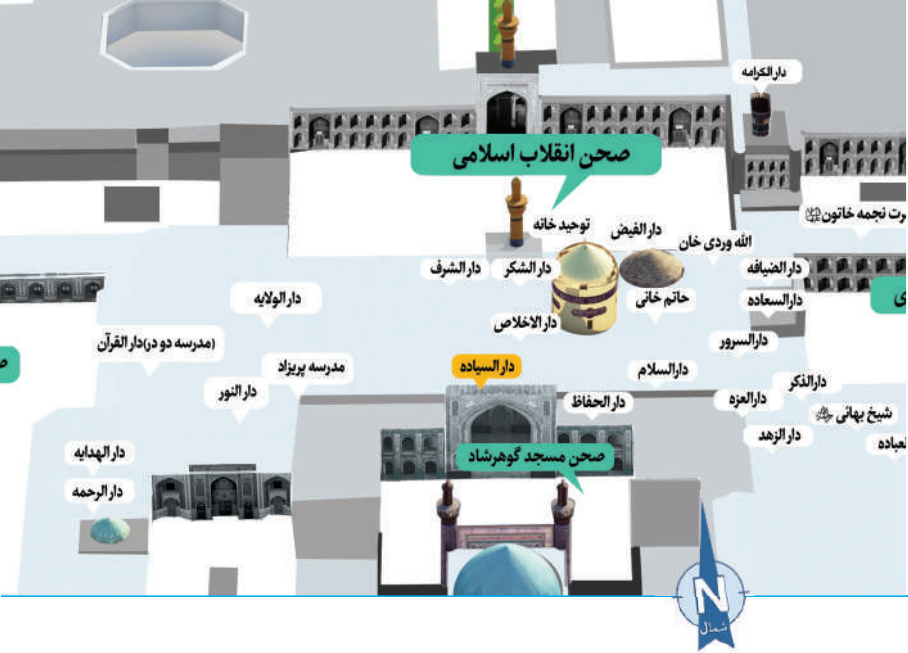 دارالکرامه
صحن انقلاب اسلامی
رت نجمه خاتون
توحید خانه
دارالفیض
الله وردی خان
دارالضیافه
دارالشکر
دارالشرف
حاتم خانی
دارالسعاده
ی
دارالولایه
دارالاخلاص
دارالسرور
(مدرسه دو در)دارالقرآن
ص
مدرسه پریزاد
دارالسیاده
دارالسلام
دارالذکر
دارالنور
دارالحفاظ
دارالعزه
شیخ بهائی
دارالزهد
لعباده
دارالهدایه
صحن مسجد گوهرشاد
دارالرحمه
N
شمال